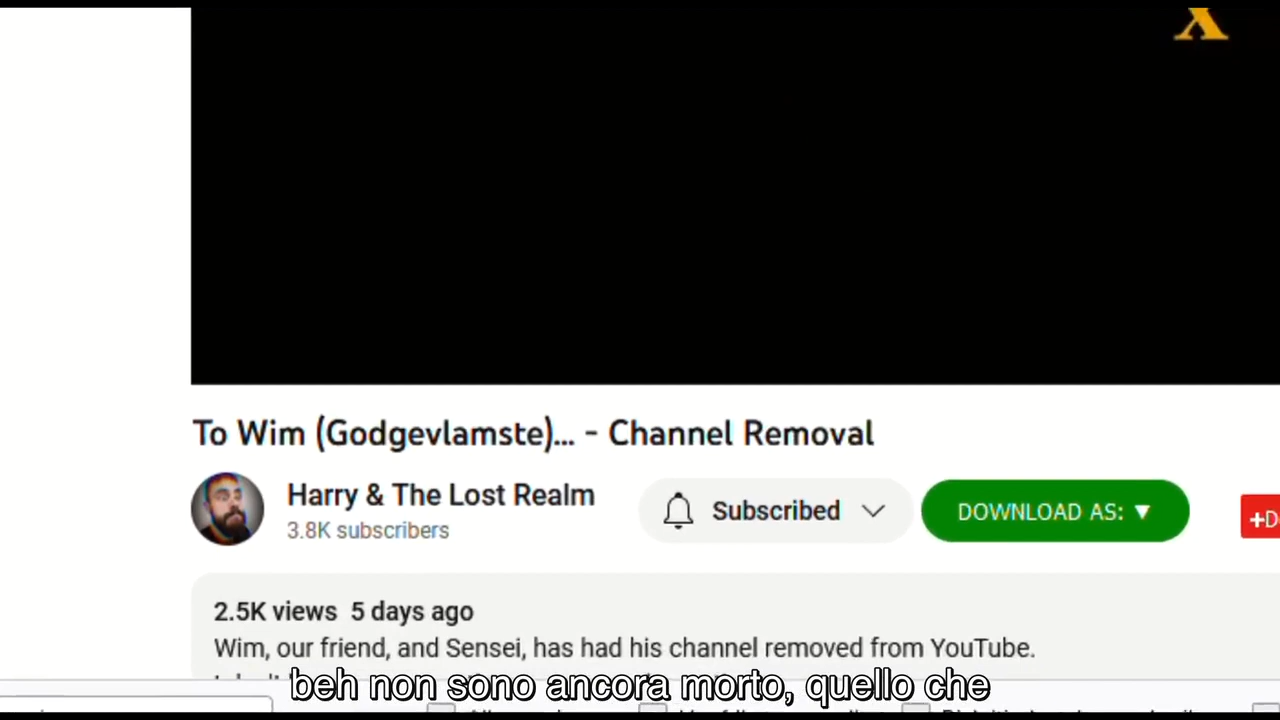 To Wim (Godgevlamste)... - Channel Removal
Harry & The Lost Realm
3.8K subscribers
Subscribed
DOWNLOAD AS: ▼
+D
2.5K views 5 days ago
Wim, our friend, and Sensei, has had his channel removed from YouTube.
beh non sono ancora morto, quello che